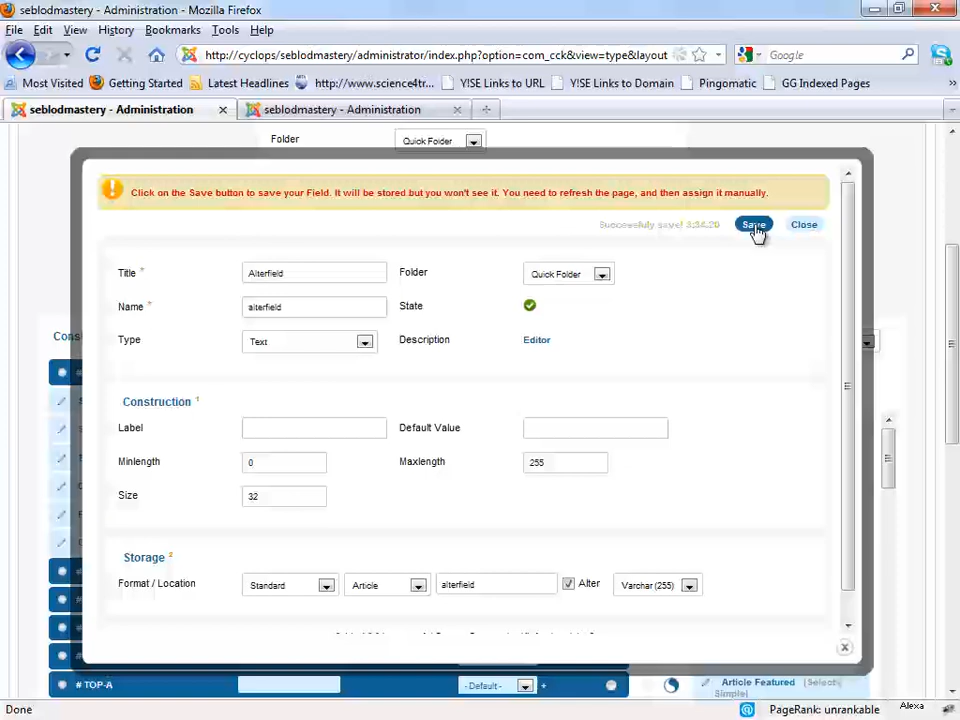 seblodmastery - Administration - Mozilla Firefox
File Edit View History Bookmarks Tools Help
http://cyclops/seblodmastery/administrator/index.php?option=com_cck&view=type&layout
Google
Most Visited Getting Started Latest Headlines http://www.science4tr... Y!SE Links to URL Y!SE Links to Domain Pingomatic GG Indexed Pages
seblodmastery - Administration seblodmastery - Administration
Folder Quick Folder
Click on the Save button to save your Field. It will be stored but you won't see it. You need to refresh the page, and then assign it manually.
Successfuly save! 3:34:20 Save Close
Title * Alterfield Folder Quick Folder
Name * alterfield State
Type Text Description Editor
Construction 1
Label Default Value
Minlength 0 Maxlength 255
Size 32
Storage 2
Format / Location Standard Article alterfield Alter Varchar (255)
# TOP-A - Default - + Article Featured (Select Simple)
Done PageRank: unrankable Alexa